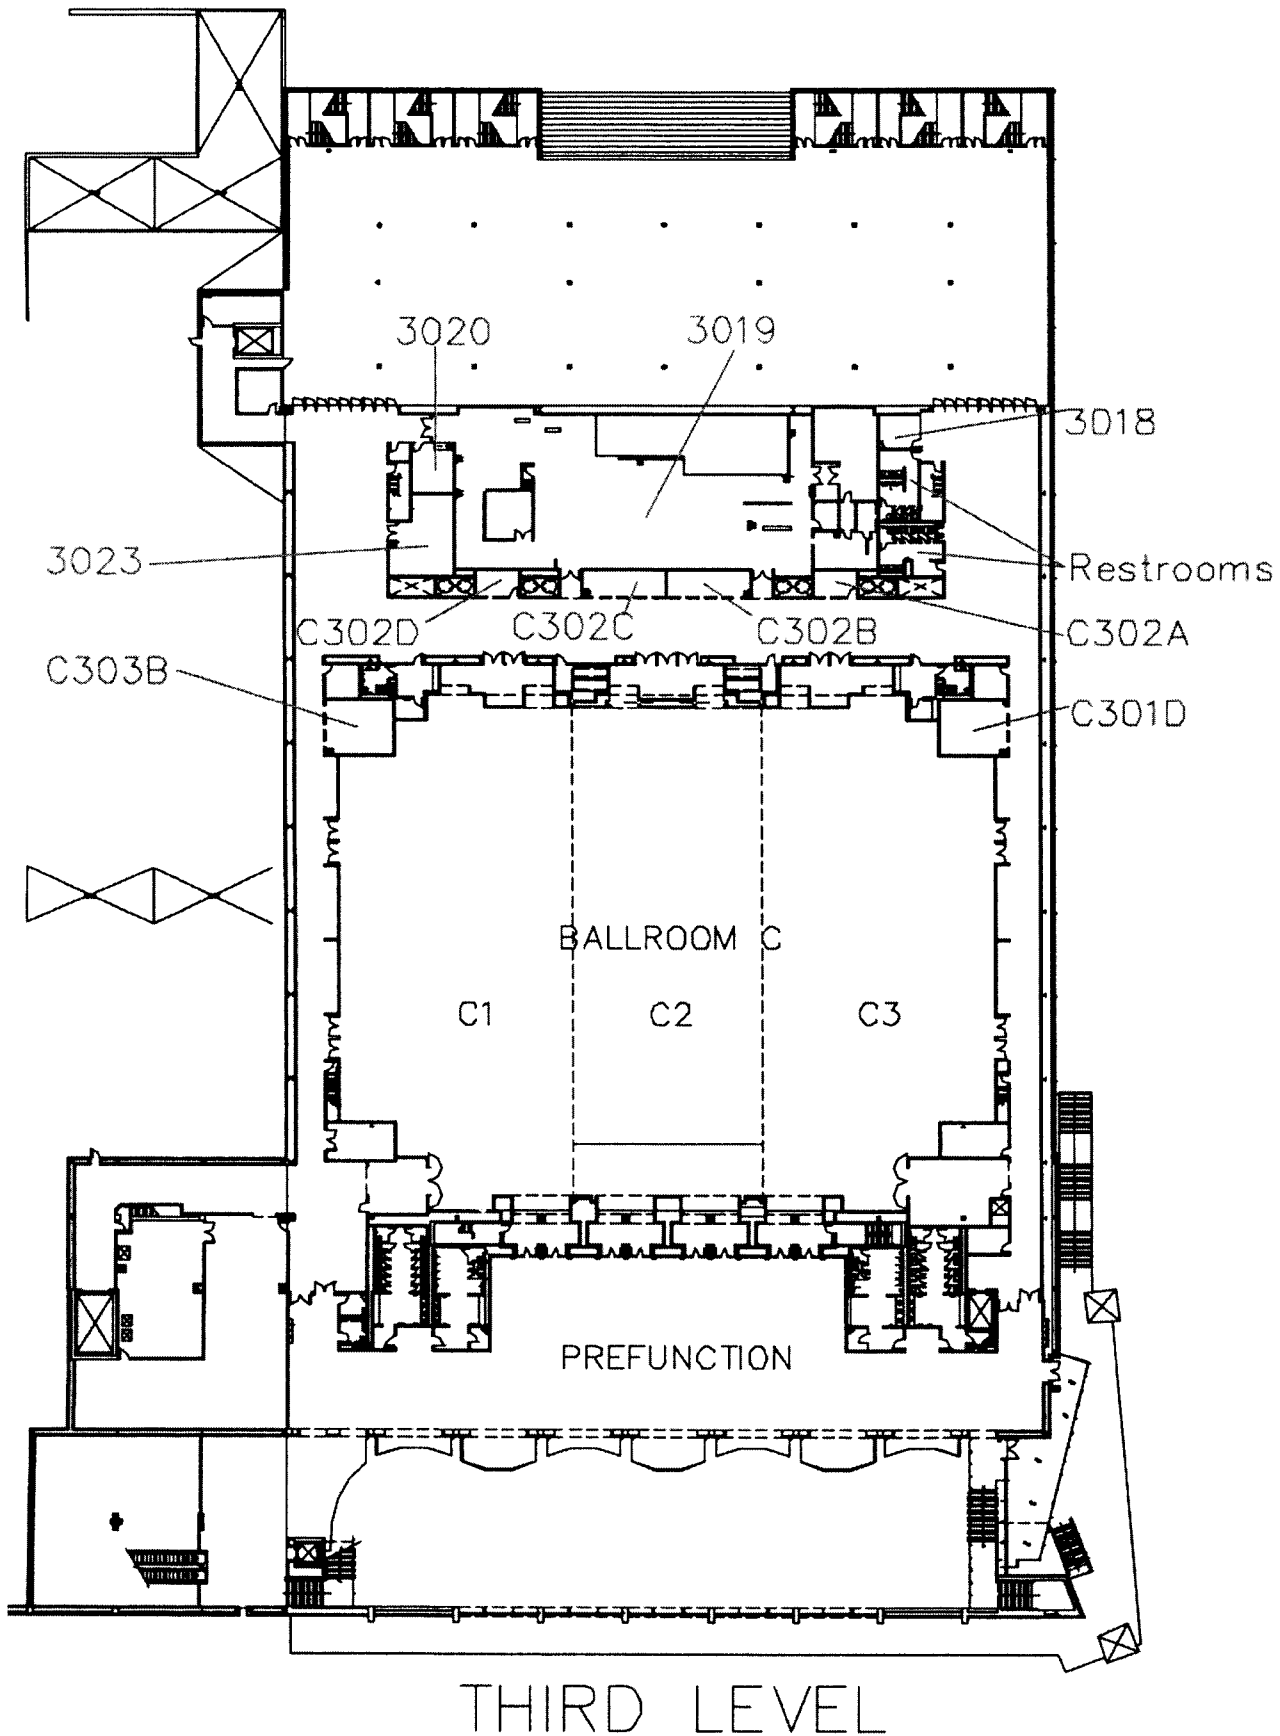 3020
3019
3018
3023
Restrooms
C302D
C302C
C302B
C302A
C303B
C301D
BALLROOM C
C1
C2
C3
PREFUNCTION
THIRD LEVEL